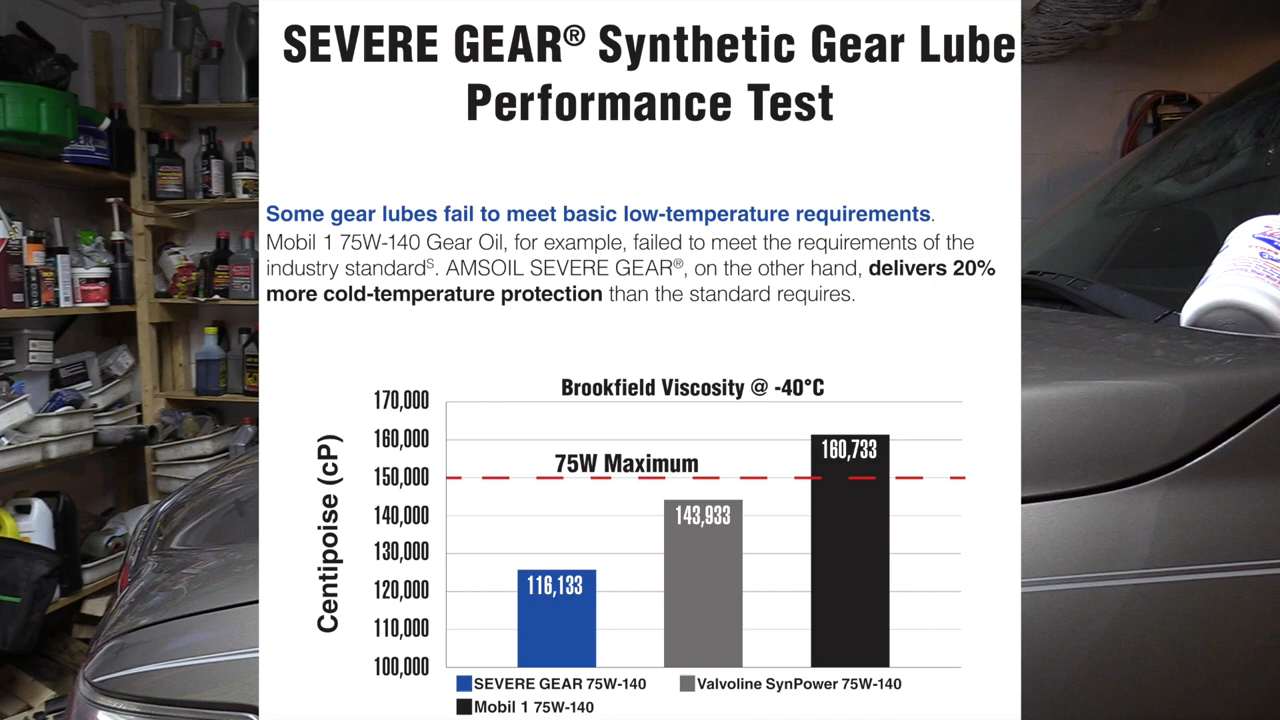 SEVERE GEAR® Synthetic Gear Lube
Performance Test
Some gear lubes fail to meet basic low-temperature requirements.
Mobil 1 75W-140 Gear Oil, for example, failed to meet the requirements of the
industry standardˢ. AMSOIL SEVERE GEAR®, on the other hand, delivers 20%
more cold-temperature protection than the standard requires.
Brookfield Viscosity @ -40°C
Centipoise (cP)
170,000
160,000
150,000
140,000
130,000
120,000
110,000
100,000
75W Maximum
116,133
143,933
160,733
SEVERE GEAR 75W-140
Valvoline SynPower 75W-140
Mobil 1 75W-140